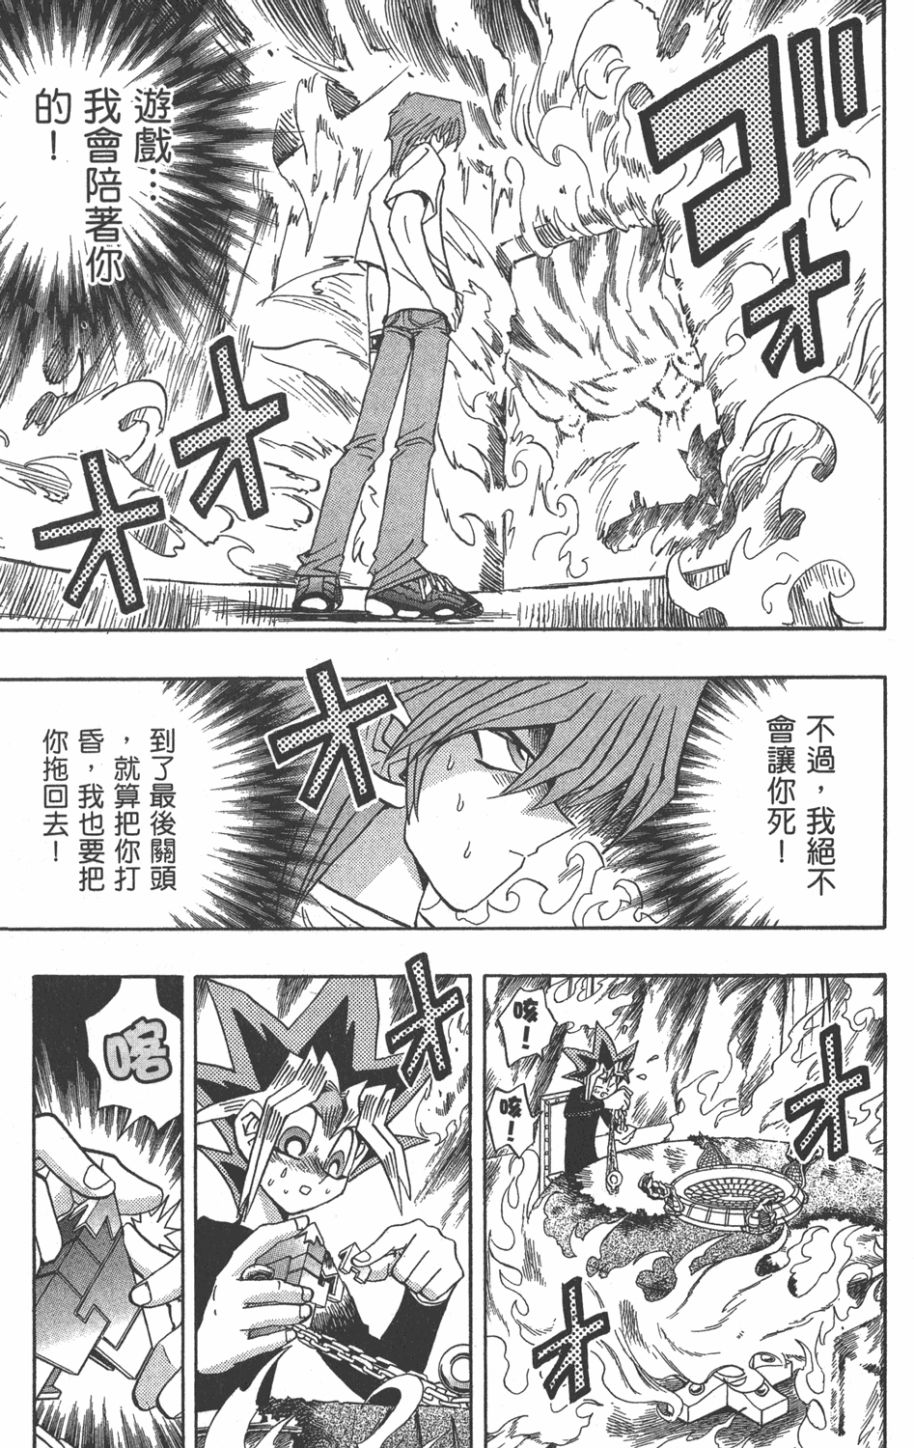 ゴオオオ
遊戲…
我會陪著你
的！
不過，我絕不
會讓你死！
オ
到了最後關頭
，就算把你打
昏，我也要把
你拖回去！
咳！
咳！
オオ
オ
喀